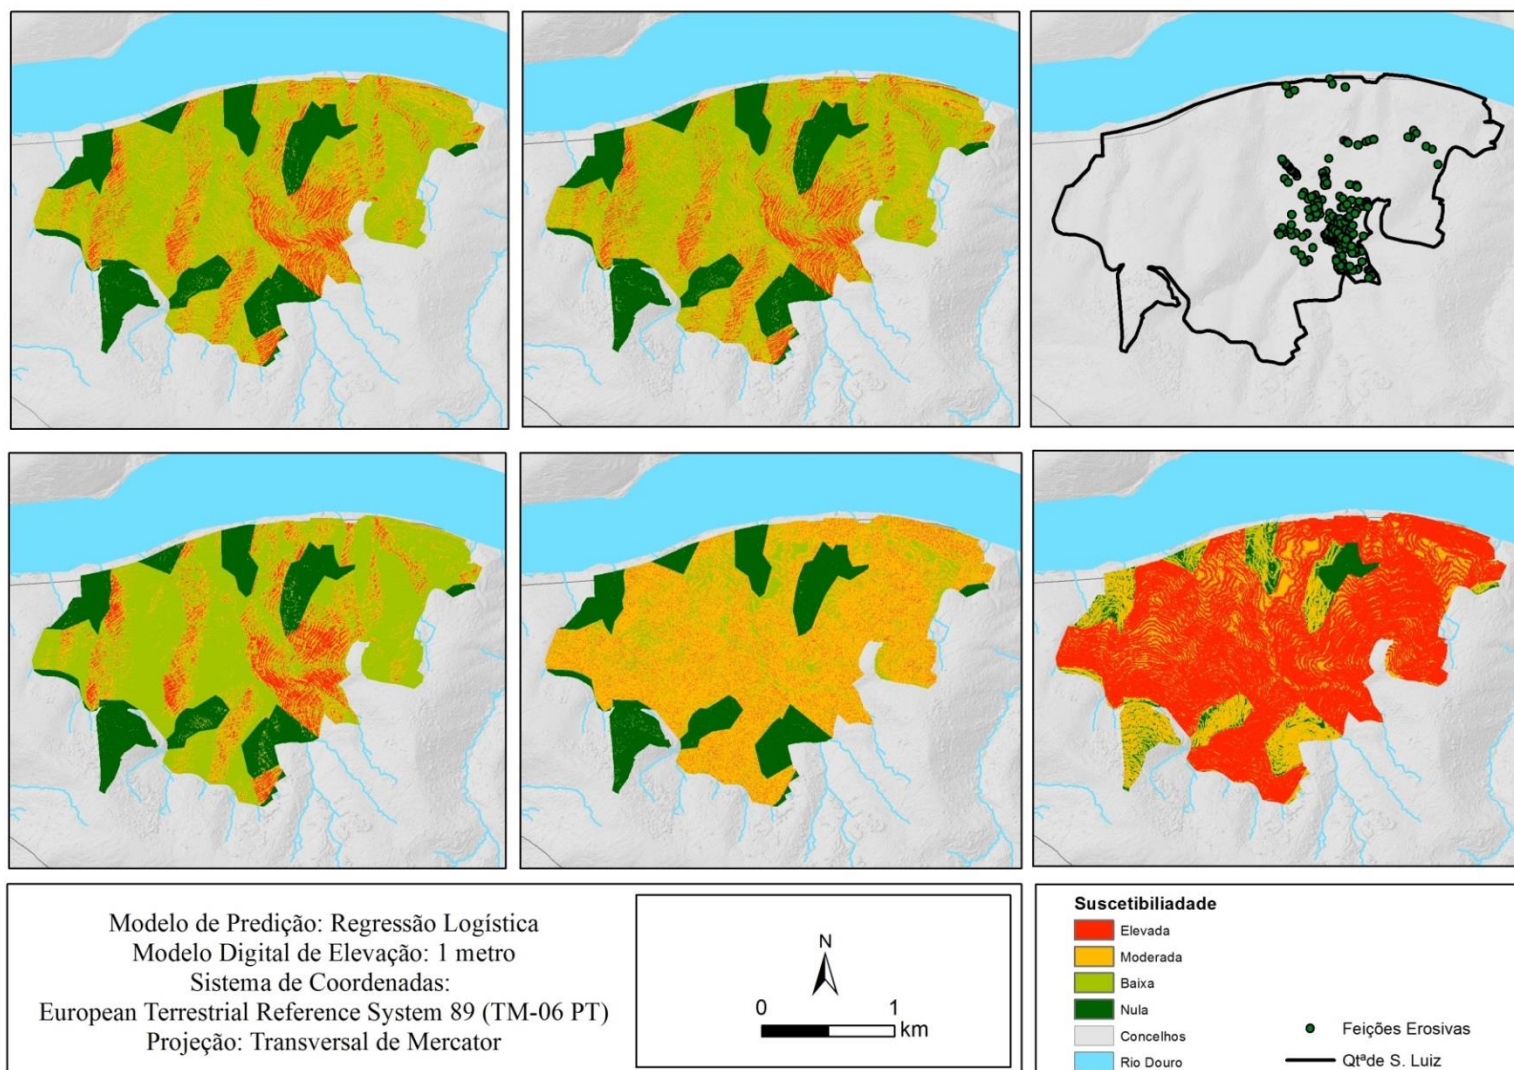 Modelo de Predição: Regressão Logística
Modelo Digital de Elevação: 1 metro
Sistema de Coordenadas:
European Terrestrial Reference System 89 (TM-06 PT)
Projeção: Transversal de Mercator
N
0 1
km
Suscetibiliadade
Elevada
Moderada
Baixa
Nula
Concelhos
Rio Douro
Feições Erosivas
Qtªde S. Luiz